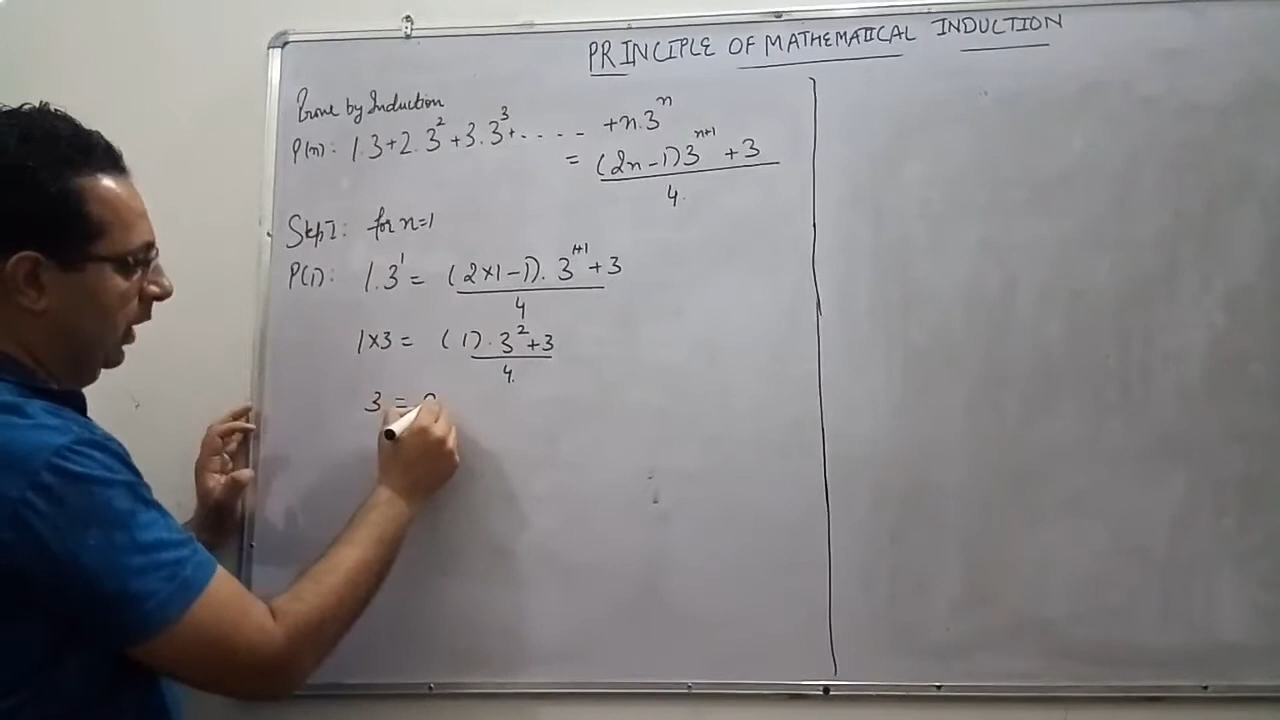 PRINCIPLE OF MATHEMATICAL INDUCTION
Prove by Induction
P(n): 1.3+2.3²+3.3³+..... +n.3ⁿ
= (2n-1)3ⁿ⁺¹+3
4.
Step I: for n=1
P(1): 1.3¹ = (2×1-1).3¹⁺¹+3
4
1×3 = (1).3²+3
4.
3 =